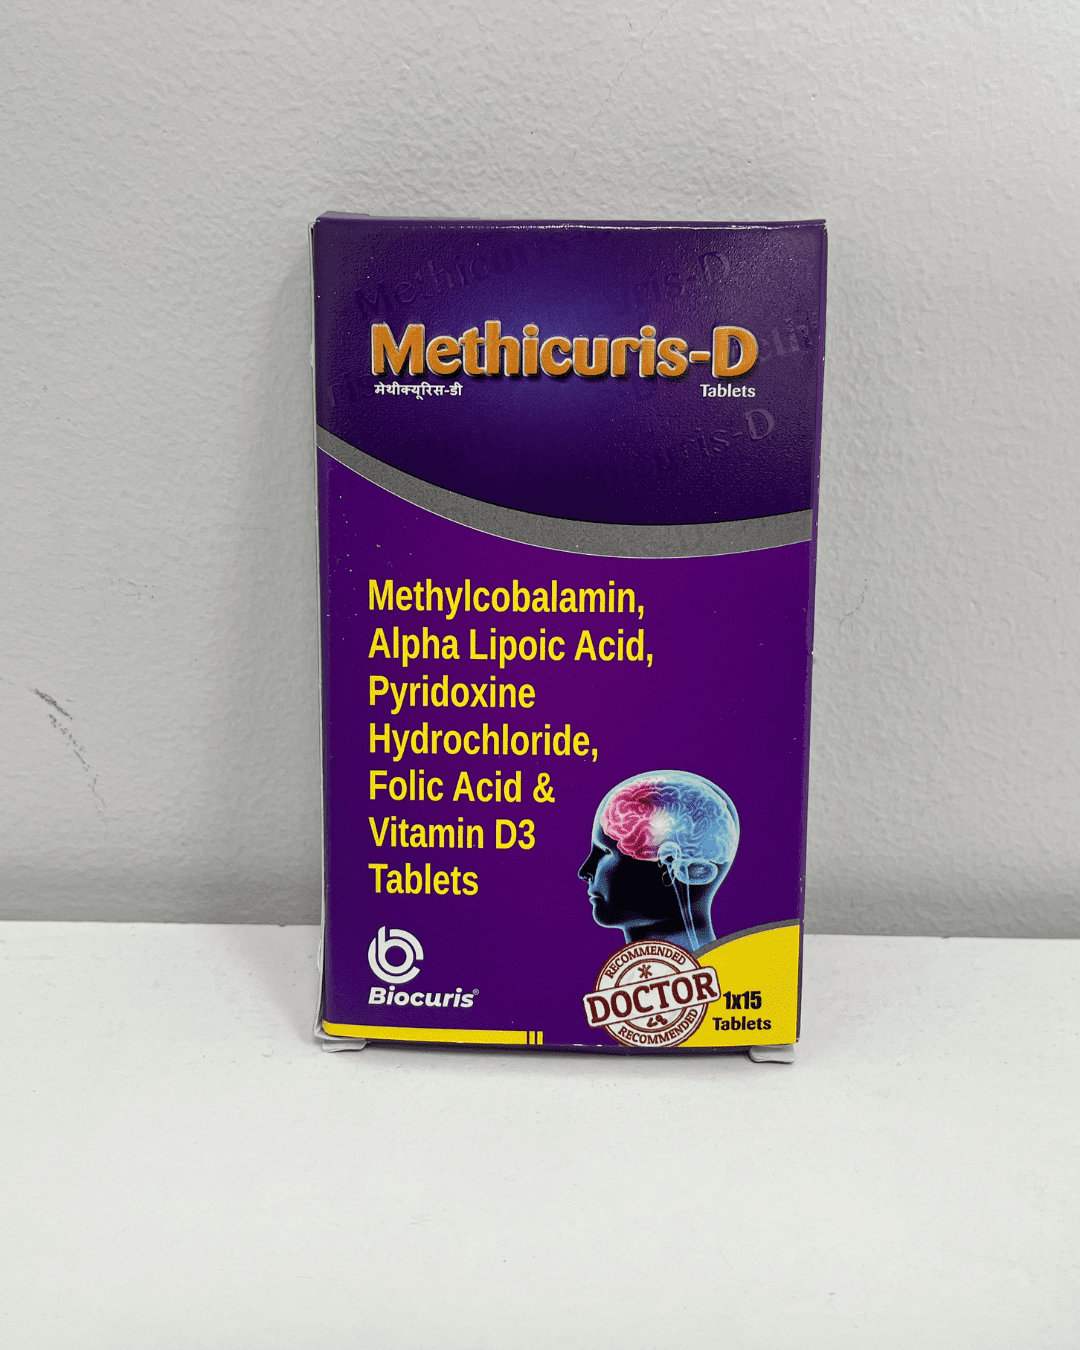 Methicuris-D
मेथीक्यूरिस-डी
Tablets
Methylcobalamin,
Alpha Lipoic Acid,
Pyridoxine
Hydrochloride,
Folic Acid &
Vitamin D3
Tablets
Biocuris®
RECOMMENDED
DOCTOR
RECOMMENDED
1x15
Tablets